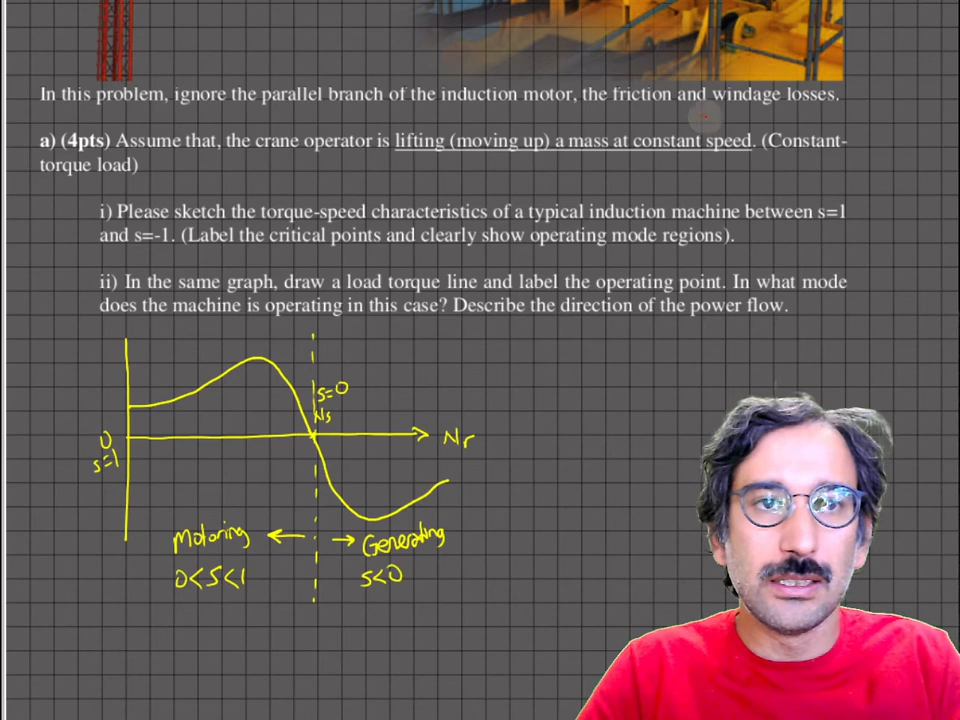 In this problem, ignore the parallel branch of the induction motor, the friction and windage losses.
a) (4pts) Assume that, the crane operator is lifting (moving up) a mass at constant speed. (Constant-
torque load)
i) Please sketch the torque-speed characteristics of a typical induction machine between s=1
and s=-1. (Label the critical points and clearly show operating mode regions).
ii) In the same graph, draw a load torque line and label the operating point. In what mode
does the machine is operating in this case? Describe the direction of the power flow.
s=0
Ns
0
Nr
s=1
Motoring ← → Generating
0<s<1 s<0